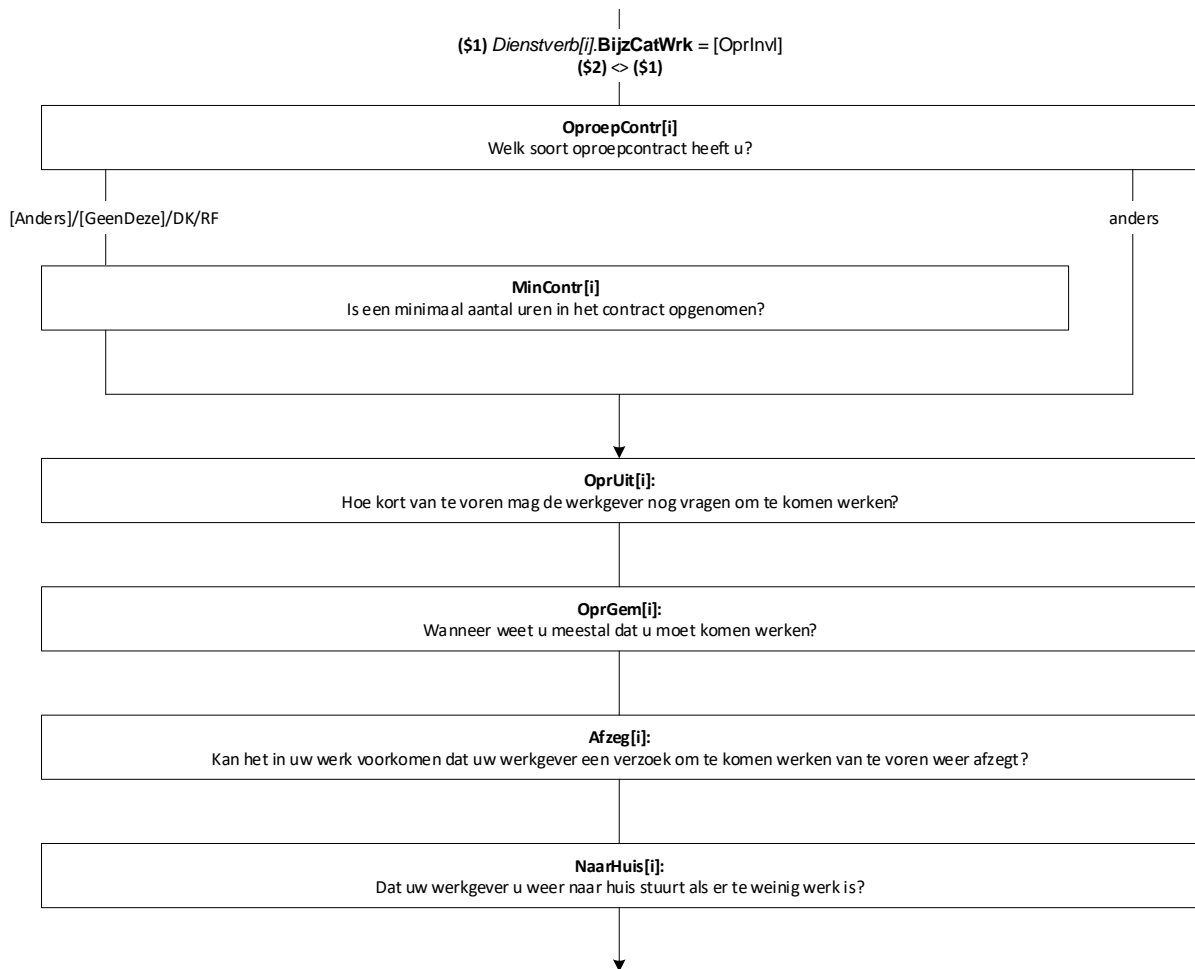 ($1) Dienstverb[i].BijzCatWrk = [OprInvl]
($2) <> ($1)
OproepContr[i]
Welk soort oproepcontract heeft u?
[Anders]/[GeenDeze]/DK/RF
anders
MinContr[i]
Is een minimaal aantal uren in het contract opgenomen?
OprUit[i]:
Hoe kort van te voren mag de werkgever nog vragen om te komen werken?
OprGem[i]:
Wanneer weet u meestal dat u moet komen werken?
Afzeg[i]:
Kan het in uw werk voorkomen dat uw werkgever een verzoek om te komen werken van te voren weer afzegt?
NaarHuis[i]:
Dat uw werkgever u weer naar huis stuurt als er te weinig werk is?